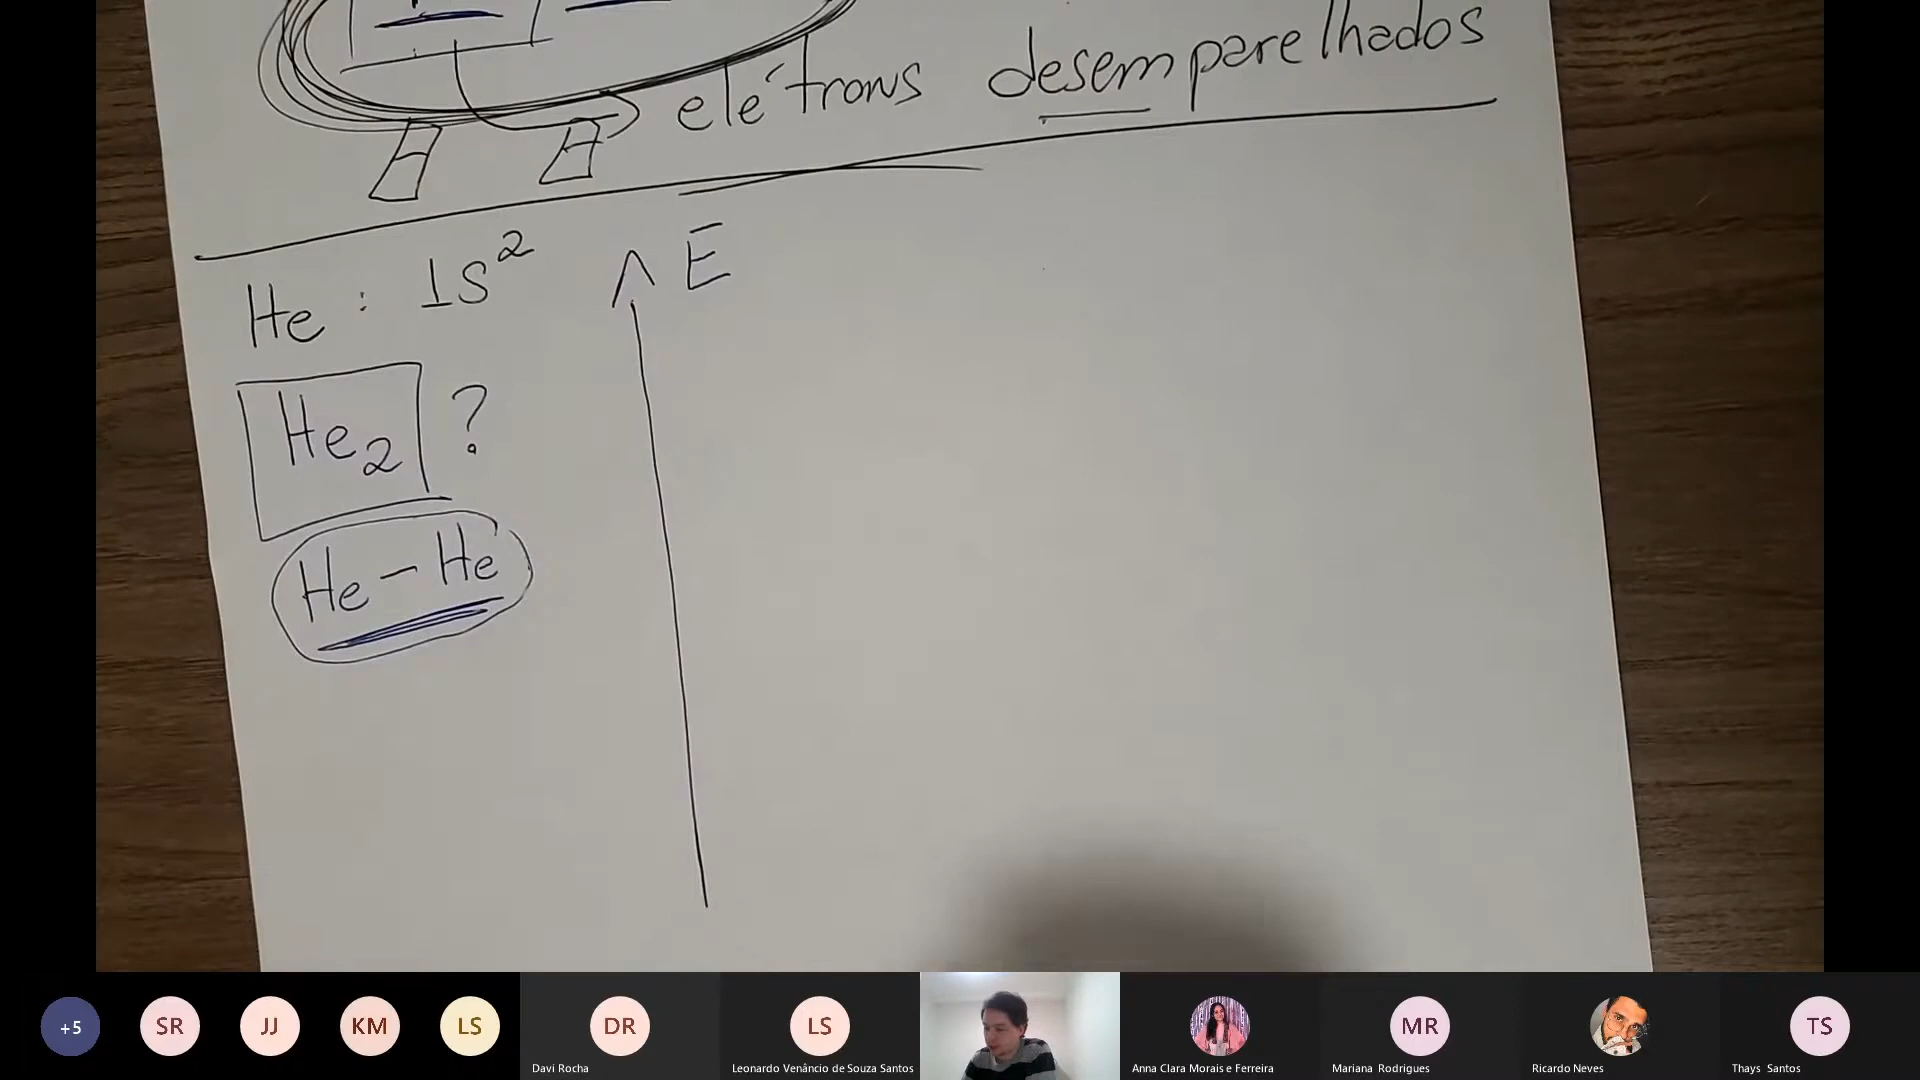 elétrons desemparelhados
He : 1s² E
He₂ ?
He – He
+5 SR JJ KM LS DR LS MR TS
Davi Rocha Leonardo Venâncio de Souza Santos Anna Clara Morais e Ferreira Mariana Rodrigues Ricardo Neves Thays Santos